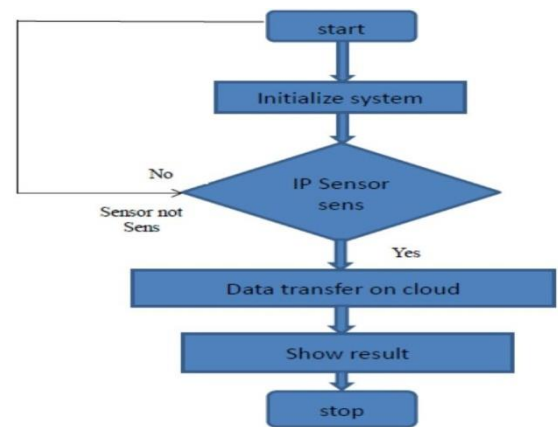 start
Initialize system
No
IP Sensor
sens
Sensor not
Sens
Yes
Data transfer on cloud
Show result
stop